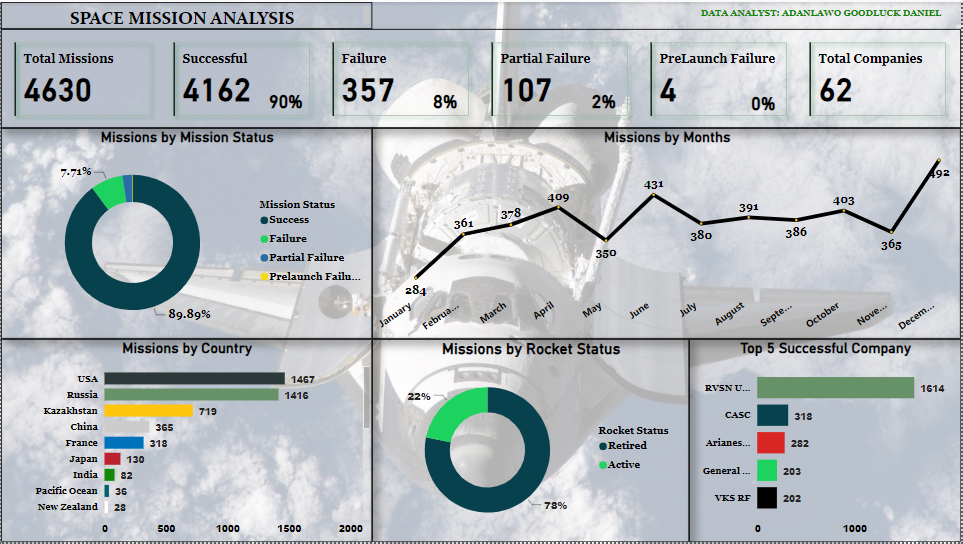 SPACE MISSION ANALYSIS
DATA ANALYST: ADANLAWO GOODLUCK DANIEL
Total Missions
4630
Successful
4162 90%
Failure
357 8%
Partial Failure
107 2%
PreLaunch Failure
4 0%
Total Companies
62
Missions by Mission Status
7.71%
89.89%
Mission Status
Success
Failure
Partial Failure
Prelaunch Failu...
Missions by Months
284
361
378
409
350
431
380
391
386
403
365
492
January
Februa...
March
April
May
June
July
August
Septe...
October
Nove...
Decem...
Missions by Country
USA 1467
Russia 1416
Kazakhstan 719
China 365
France 318
Japan 130
India 82
Pacific Ocean 36
New Zealand 28
0 500 1000 1500 2000
Missions by Rocket Status
22%
78%
Rocket Status
Retired
Active
Top 5 Successful Company
RVSN U... 1614
CASC 318
Arianes... 282
General ... 203
VKS RF 202
0 1000